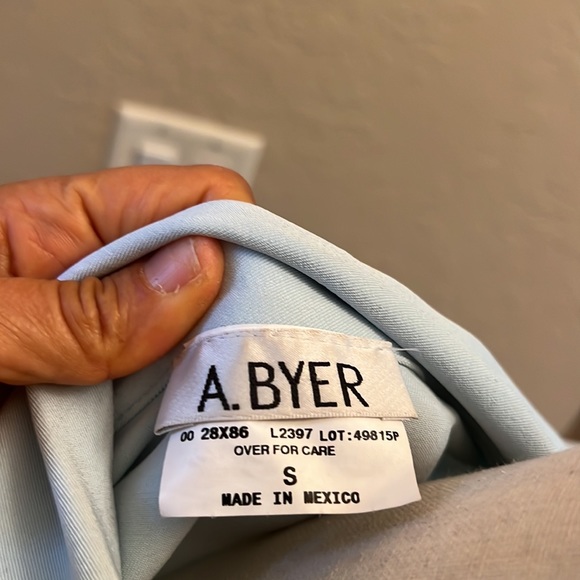 A.BYER
00 28X86 L2397 LOT:49815P
OVER FOR CARE
S
MADE IN MEXICO